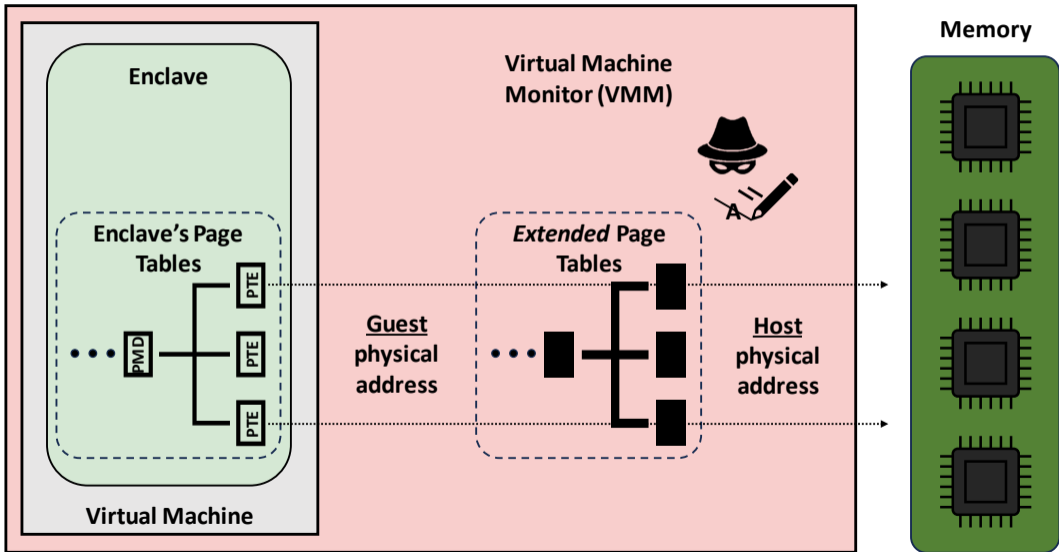 Enclave
Virtual Machine
Monitor (VMM)
Memory
A
Enclave's Page
Tables
PTE
PMD
PTE
PTE
Guest
physical
address
Extended Page
Tables
Host
physical
address
Virtual Machine